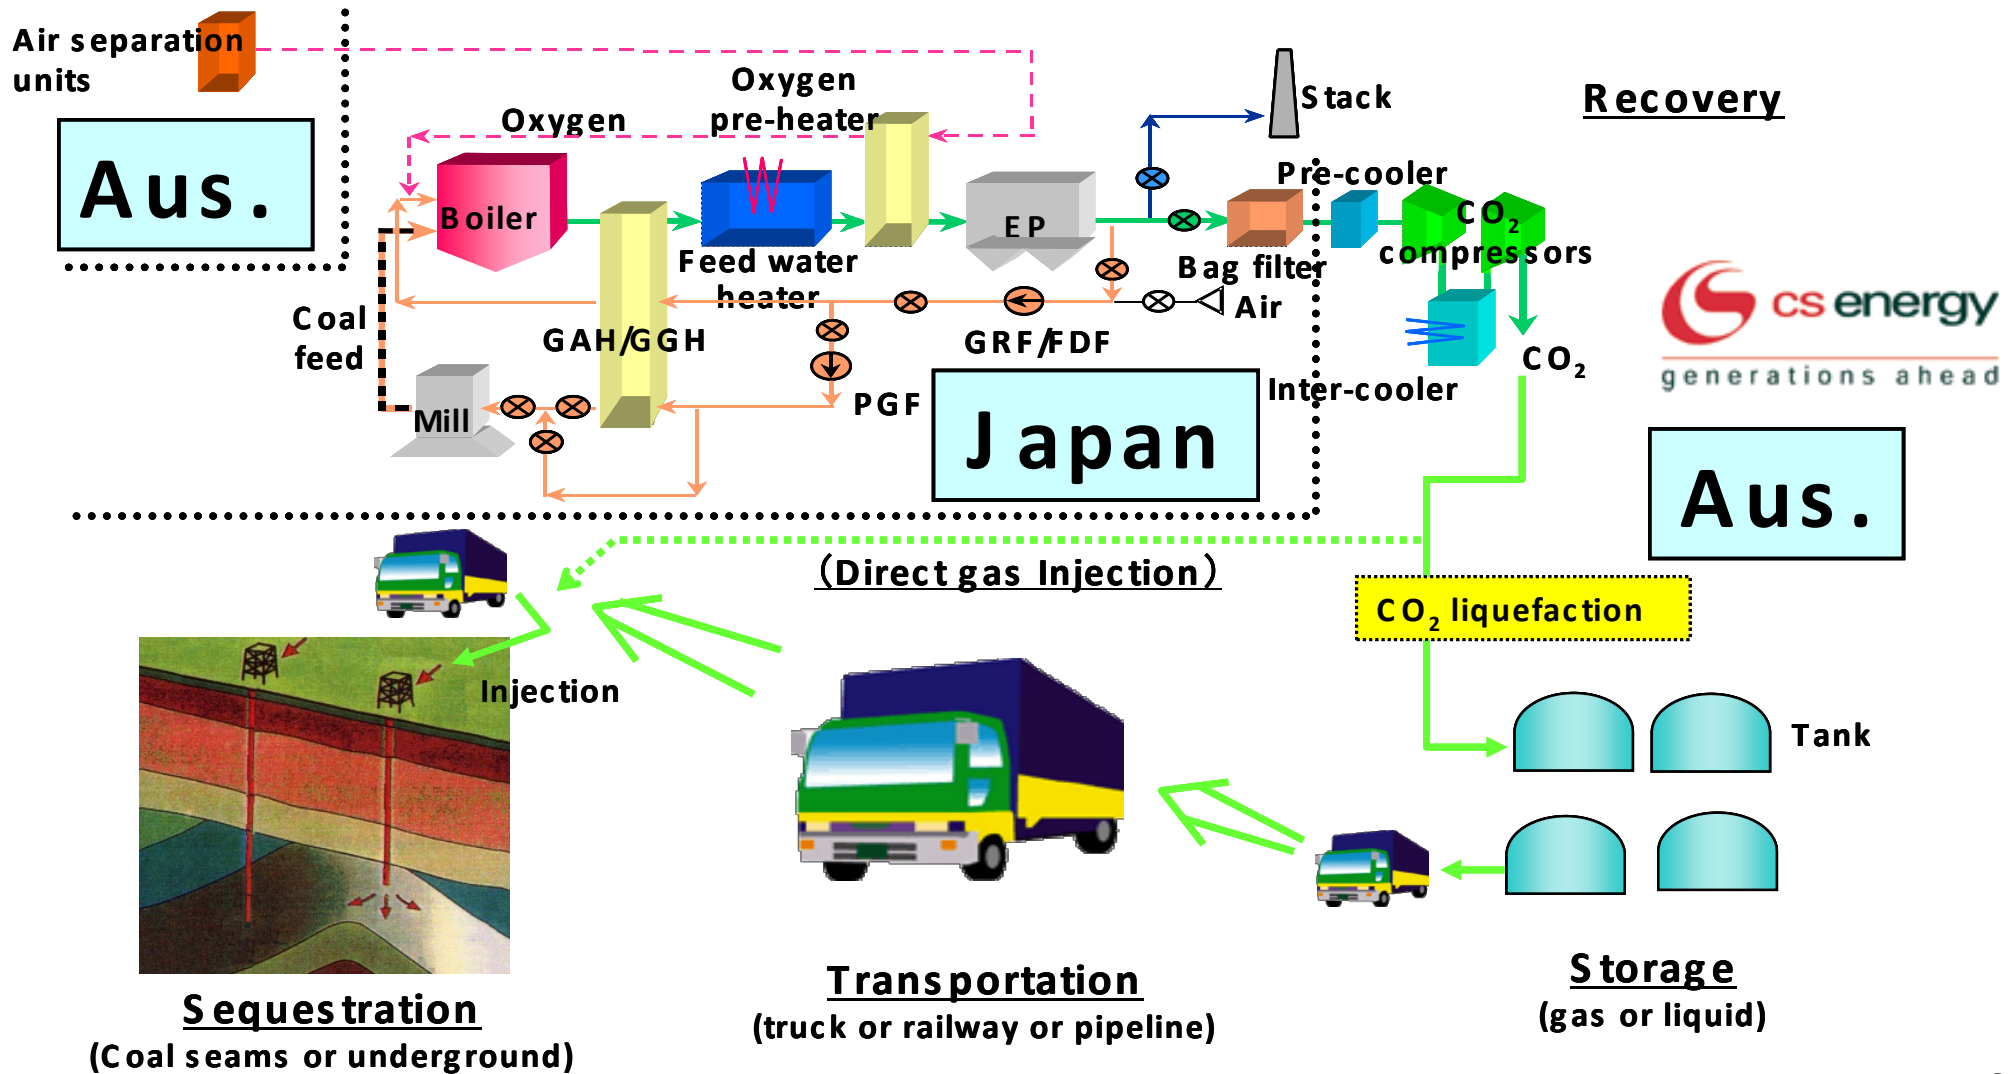 Air separation
units
Aus.
Oxygen
Oxygen
pre-heater
Stack
Recovery
Boiler
Feed water
heater
EP
Bag filter
Pre-cooler
CO2
compressors
Air
Coal
feed
GAH/GGH
GRF/FDF
PGF
Mill
Inter-cooler
CO2
Japan
cs energy
generations ahead
Aus.
(Direct gas Injection)
CO2 liquefaction
Injection
Tank
Sequestration
(Coal seams or underground)
Transportation
(truck or railway or pipeline)
Storage
(gas or liquid)